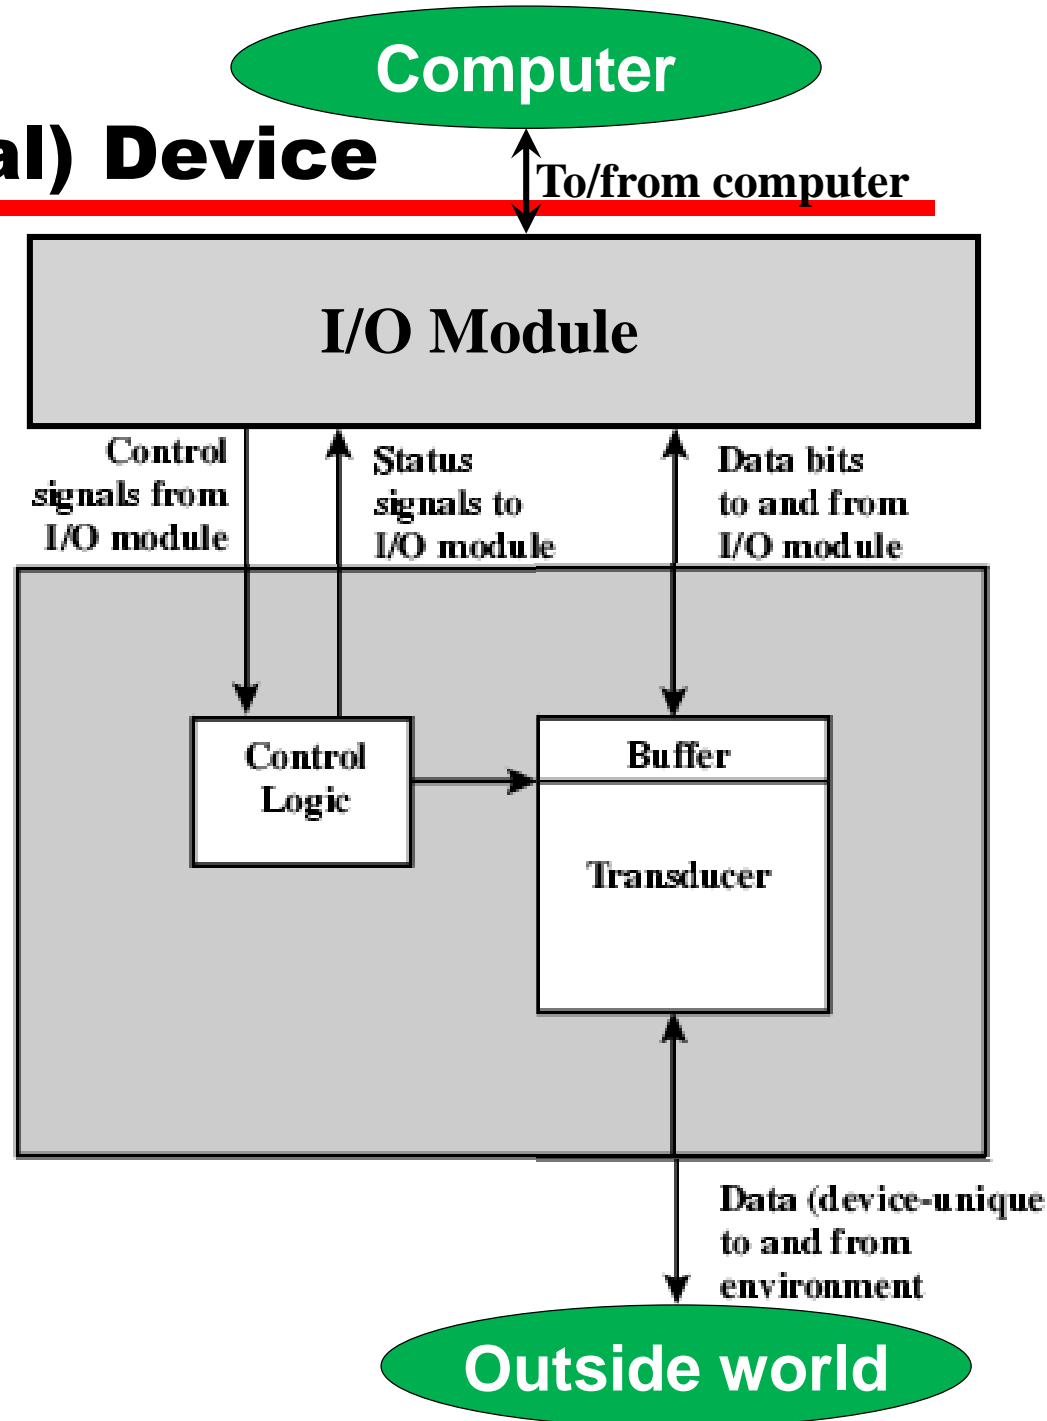 Computer
al) Device
To/from computer
I/O Module
Control
signals from
I/O module
Status
signals to
I/O module
Data bits
to and from
I/O module
Control
Logic
Buffer
Transducer
Data (device-unique
to and from
environment
Outside world